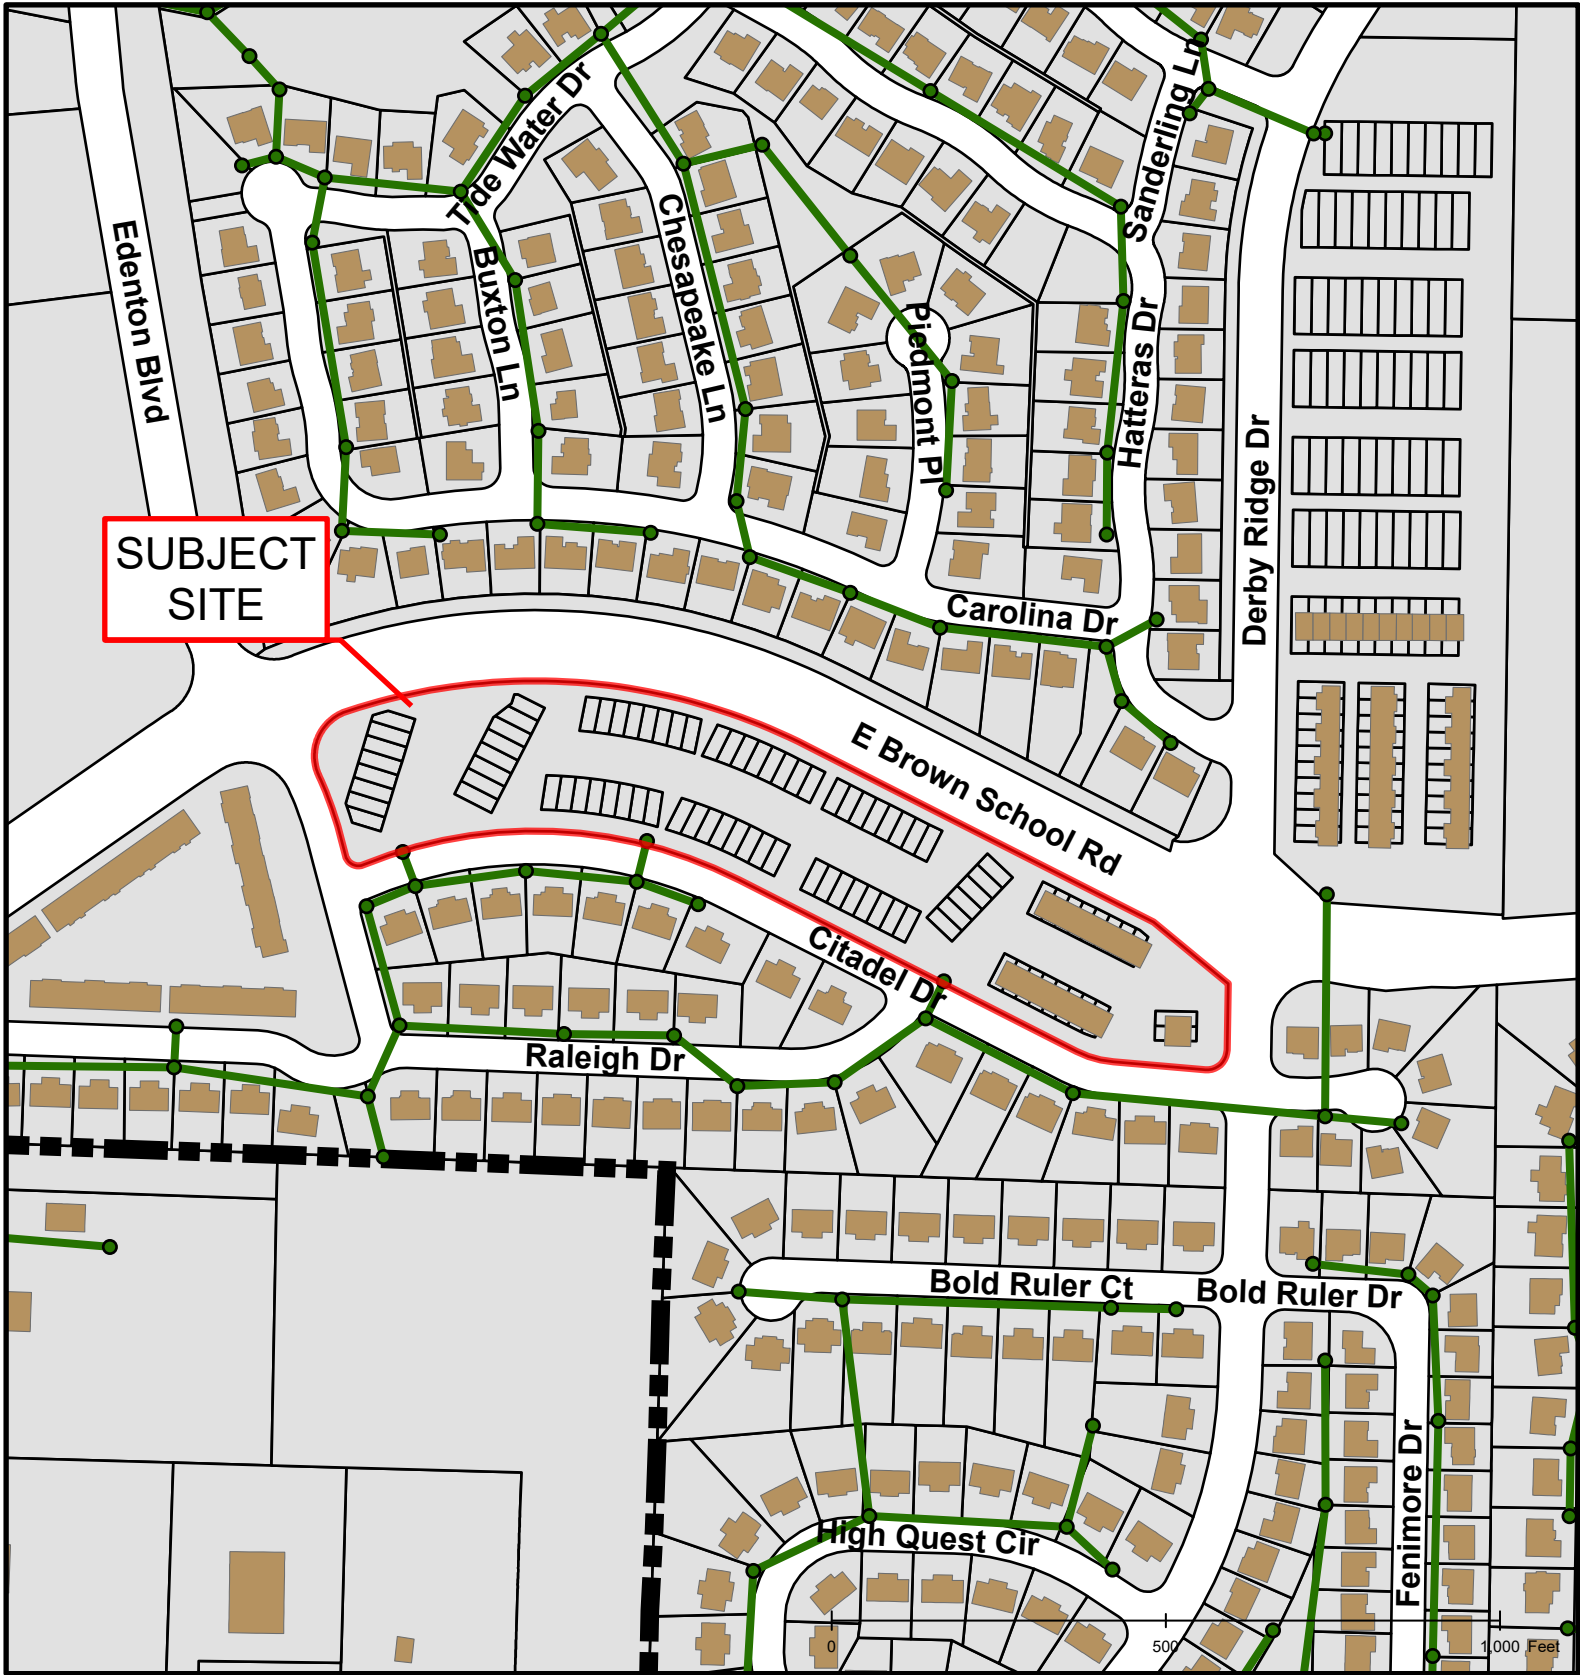 Tide Water Dr
Sanderling Ln
Edenton Blvd
Buxton Ln
Chesapeake Ln
Piedmont Pl
Hatteras Dr
Derby Ridge Dr
SUBJECT
SITE
Carolina Dr
E Brown School Rd
Citadel Dr
Raleigh Dr
Bold Ruler Ct
Bold Ruler Dr
Fenimore Dr
High Quest Cir
0 500 1,000 Feet